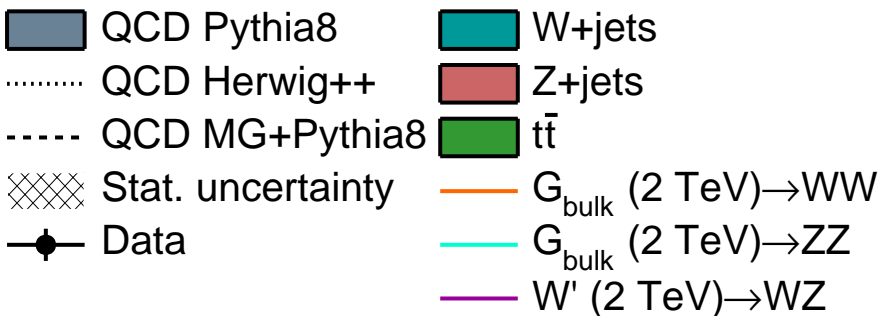 QCD Pythia8
QCD Herwig++
QCD MG+Pythia8
Stat. uncertainty
Data
W+jets
Z+jets
tt̄
G_bulk (2 TeV)→WW
G_bulk (2 TeV)→ZZ
W' (2 TeV)→WZ